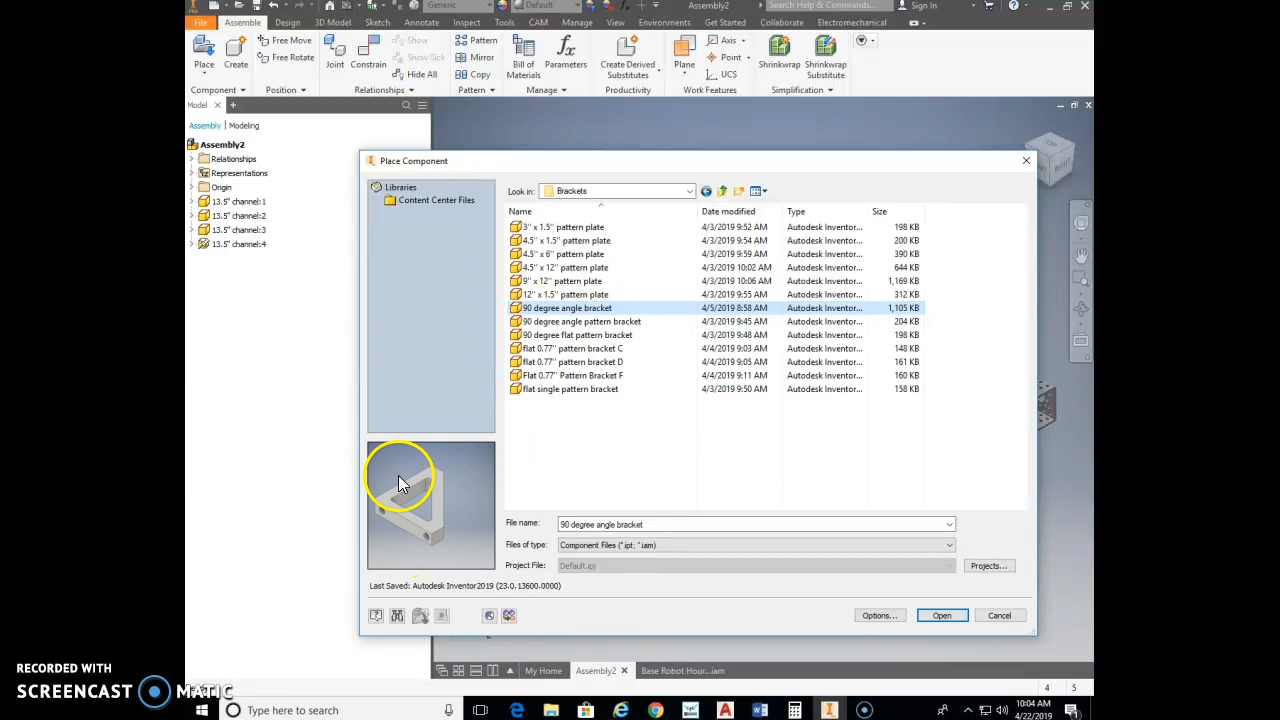 Generic
Default
Assembly2
Search Help & Commands...
Sign In
File
Assemble
Design
3D Model
Sketch
Annotate
Inspect
Tools
CAM
Manage
View
Environments
Get Started
Collaborate
Electromechanical
Place
Create
Free Move
Free Rotate
Joint
Constrain
Show
Show Sick
Hide All
Pattern
Mirror
Copy
Bill of
Materials
Parameters
Create Derived
Substitutes
Plane
Axis
Point
UCS
Shrinkwrap
Shrinkwrap
Substitute
Component
Position
Relationships
Pattern
Manage
Productivity
Work Features
Simplification
Model
Assembly
Modeling
Assembly2
Relationships
Representations
Origin
13.5" channel:1
13.5" channel:2
13.5" channel:3
13.5" channel:4
Place Component
Libraries
Content Center Files
Look in:
Brackets
Name Date modified Type Size
3" x 1.5" pattern plate 4/3/2019 9:52 AM Autodesk Inventor... 198 KB
4.5" x 1.5" pattern plate 4/3/2019 9:54 AM Autodesk Inventor... 200 KB
4.5" x 6" pattern plate 4/3/2019 9:59 AM Autodesk Inventor... 390 KB
4.5" x 12" pattern plate 4/3/2019 10:02 AM Autodesk Inventor... 644 KB
9" x 12" pattern plate 4/3/2019 10:06 AM Autodesk Inventor... 1,169 KB
12" x 1.5" pattern plate 4/3/2019 9:55 AM Autodesk Inventor... 312 KB
90 degree angle bracket 4/5/2019 8:58 AM Autodesk Inventor... 1,105 KB
90 degree angle pattern bracket 4/3/2019 9:45 AM Autodesk Inventor... 204 KB
90 degree flat pattern bracket 4/3/2019 9:48 AM Autodesk Inventor... 198 KB
flat 0.77" pattern bracket C 4/4/2019 9:03 AM Autodesk Inventor... 148 KB
flat 0.77" pattern bracket D 4/4/2019 9:05 AM Autodesk Inventor... 161 KB
Flat 0.77" Pattern Bracket F 4/4/2019 9:11 AM Autodesk Inventor... 160 KB
flat single pattern bracket 4/3/2019 9:50 AM Autodesk Inventor... 158 KB
File name: 90 degree angle bracket
Files of type: Component Files (*.ipt; *.iam)
Project File: Default.ipj
Projects...
Last Saved: Autodesk Inventor 2019 (23.0.13600.0000)
Options...
Open
Cancel
My Home
Assembly2
Base Robot Hour...iam
4
5
RECORDED WITH
SCREENCAST MATIC
Type here to search
10:04 AM
4/22/2019